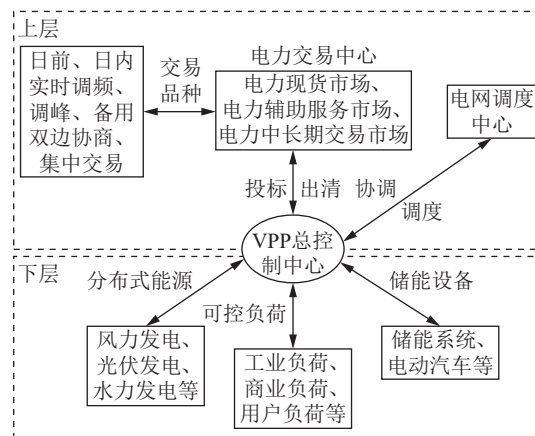 上层
日前、日内
实时调频、
调峰、备用
双边协商、
集中交易
交易
品种
电力交易中心
电力现货市场、
电力辅助服务市场、
电力中长期交易市场
电网调度
中心
投标 出清 协调
调度
VPP总控
制中心
下层
分布式能源
可控负荷
储能设备
风力发电、
光伏发电、
水力发电等
工业负荷、
商业负荷、
用户负荷等
储能系统、
电动汽车等